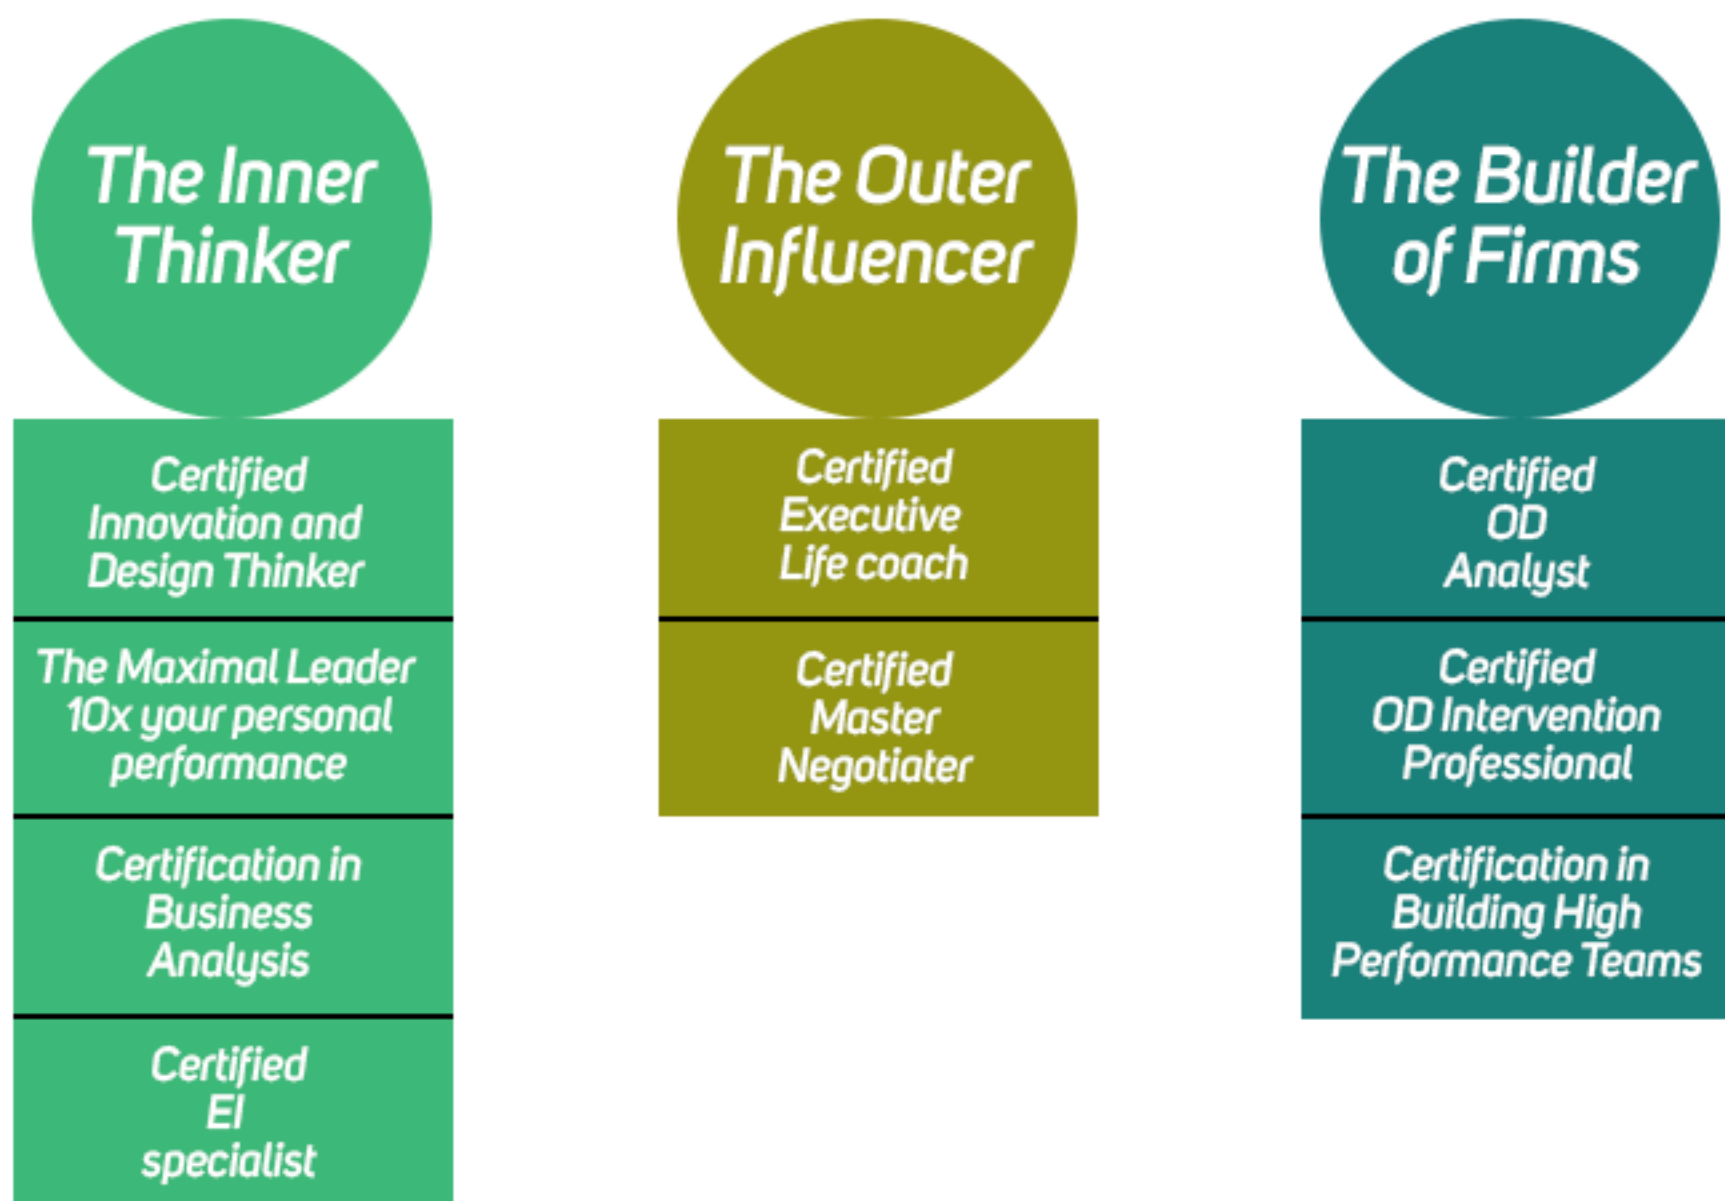 The Inner
Thinker
Certified
Innovation and
Design Thinker
The Maximal Leader
10x your personal
performance
Certification in
Business
Analysis
Certified
EI
specialist
The Outer
Influencer
Certified
Executive
Life coach
Certified
Master
Negotiater
The Builder
of Firms
Certified
OD
Analyst
Certified
OD Intervention
Professional
Certification in
Building High
Performance Teams